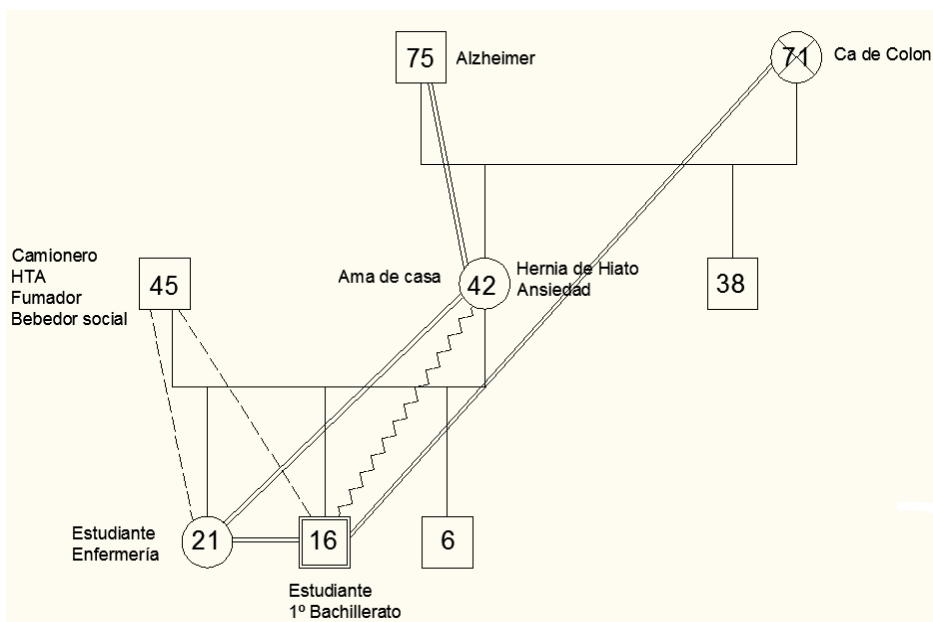 75
Alzheimer
71
Ca de Colon
Camionero
HTA
Fumador
Bebedor social
45
Ama de casa
42
Hernia de Hiato
Ansiedad
38
Estudiante
Enfermería
21
16
6
Estudiante
1º Bachillerato